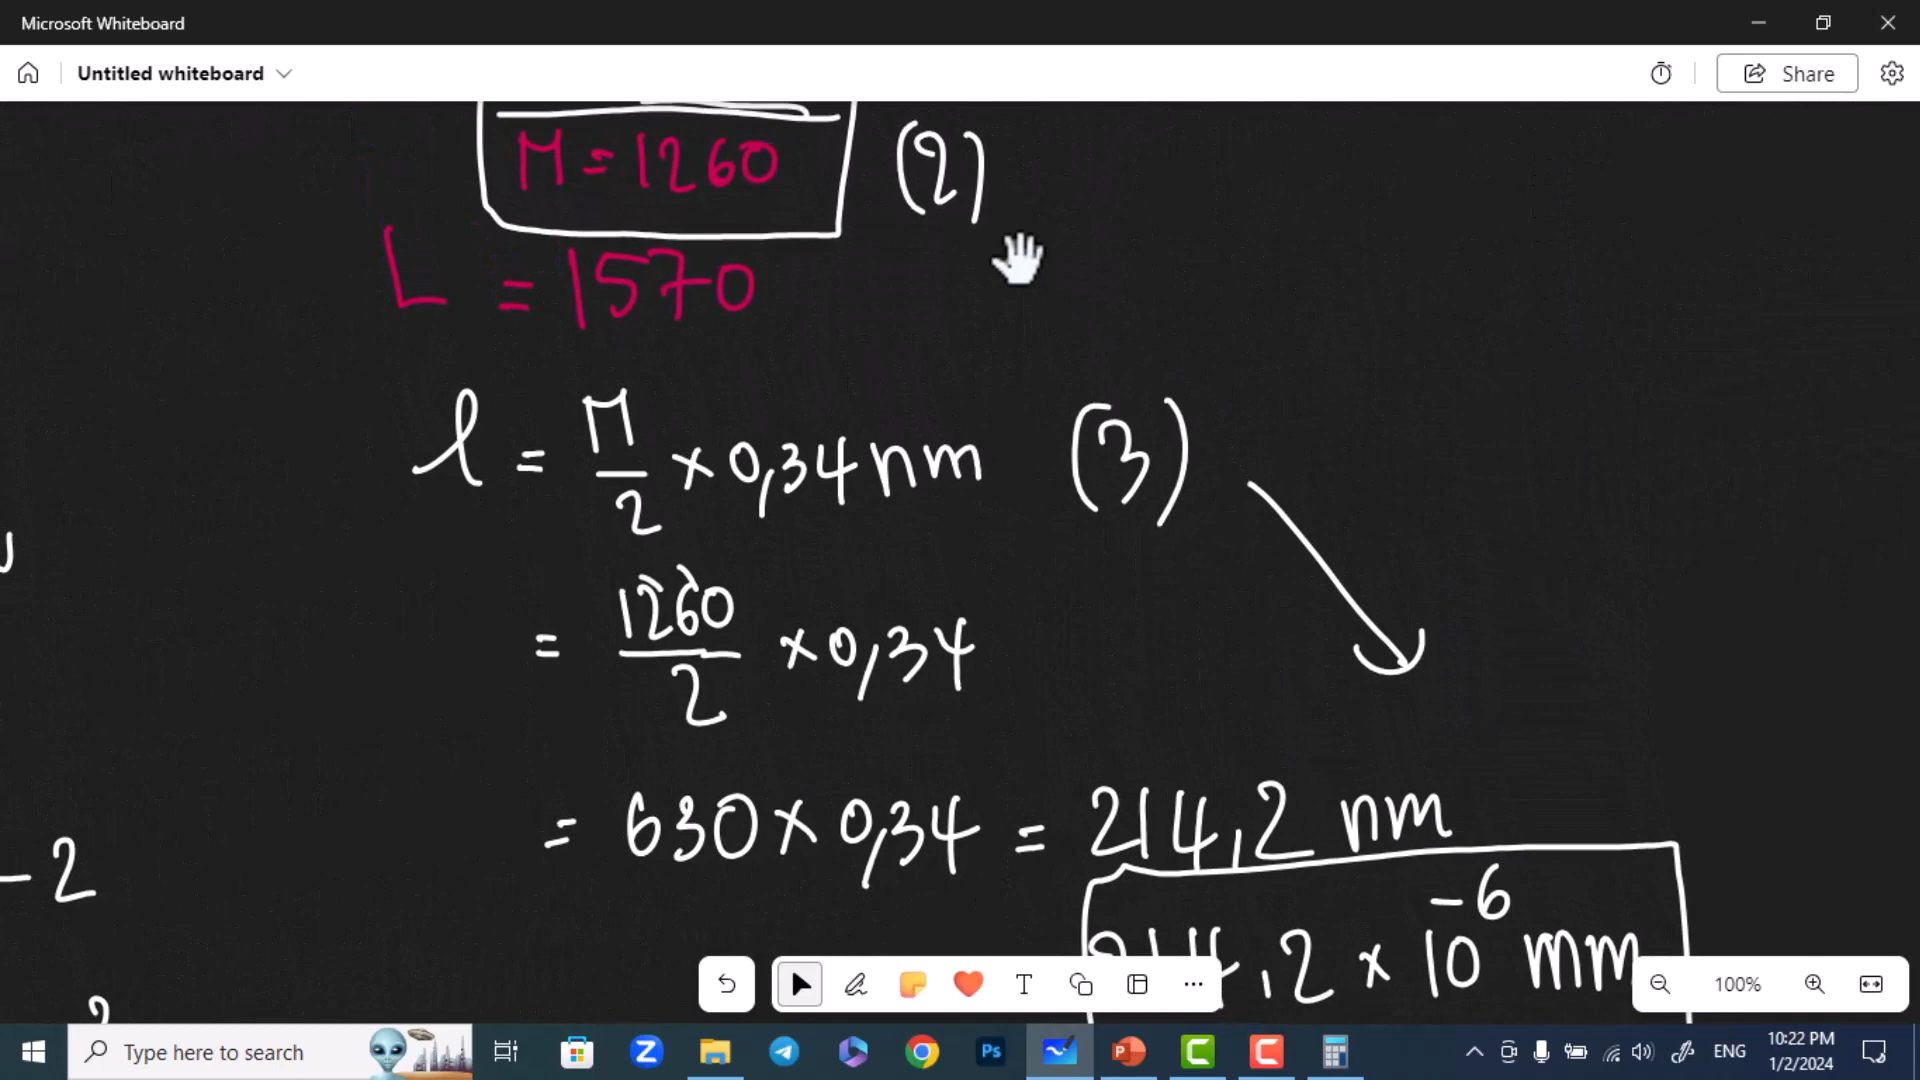 Microsoft Whiteboard
Untitled whiteboard
Share
M = 1260
(2)
L = 1570
l = M/2 × 0,34 nm (3)
= 1260/2 × 0,34
= 630 × 0,34 = 214,2 nm
,2 × 10^-6 mm
- 2
T
100%
Type here to search
Ps
ENG
10:22 PM
1/2/2024